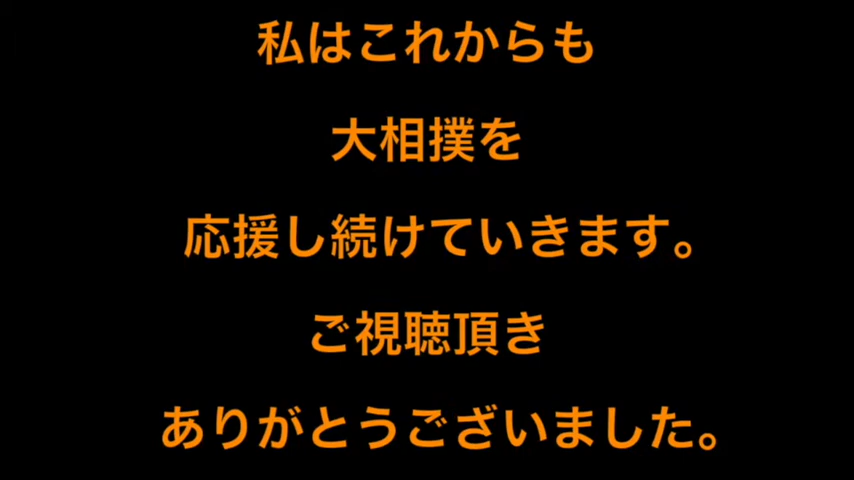 私はこれからも
大相撲を
応援し続けていきます。
ご視聴頂き
ありがとうございました。